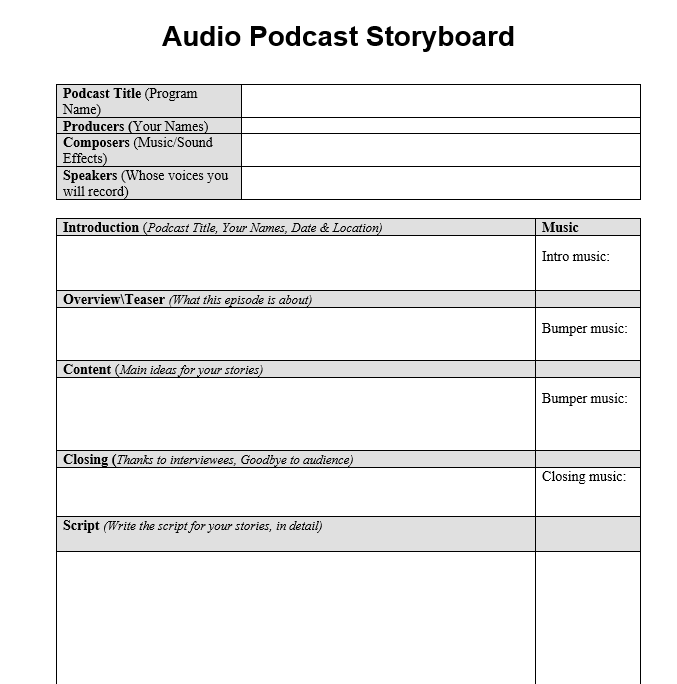 Audio Podcast Storyboard
Podcast Title (Program
Name)
Producers (Your Names)
Composers (Music/Sound
Effects)
Speakers (Whose voices you
will record)
Introduction (Podcast Title, Your Names, Date & Location)
Music
Intro music:
Overview\Teaser (What this episode is about)
Bumper music:
Content (Main ideas for your stories)
Bumper music:
Closing (Thanks to interviewees, Goodbye to audience)
Closing music:
Script (Write the script for your stories, in detail)